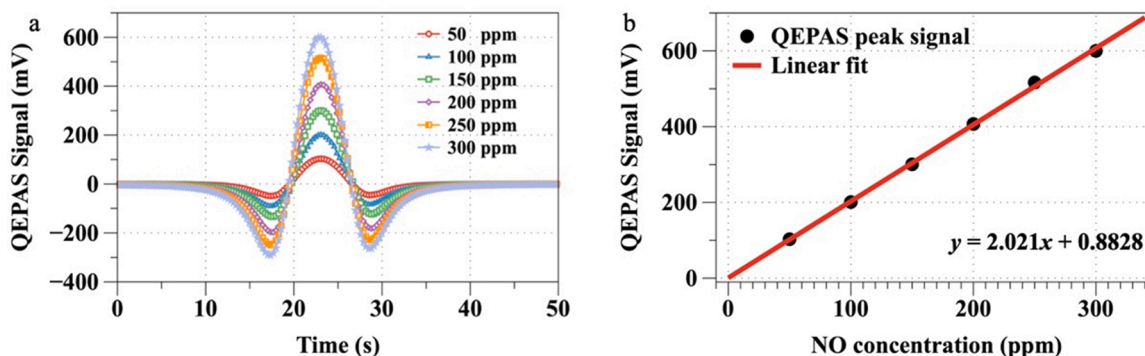 a
QEPAS Signal (mV)
600
400
200
0
−200
−400
50 ppm
100 ppm
150 ppm
200 ppm
250 ppm
300 ppm
0 10 20 30 40 50
Time (s)
b
QEPAS Signal (mV)
600
400
200
0
QEPAS peak signal
Linear fit
y = 2.021x + 0.8828
0 100 200 300
NO concentration (ppm)